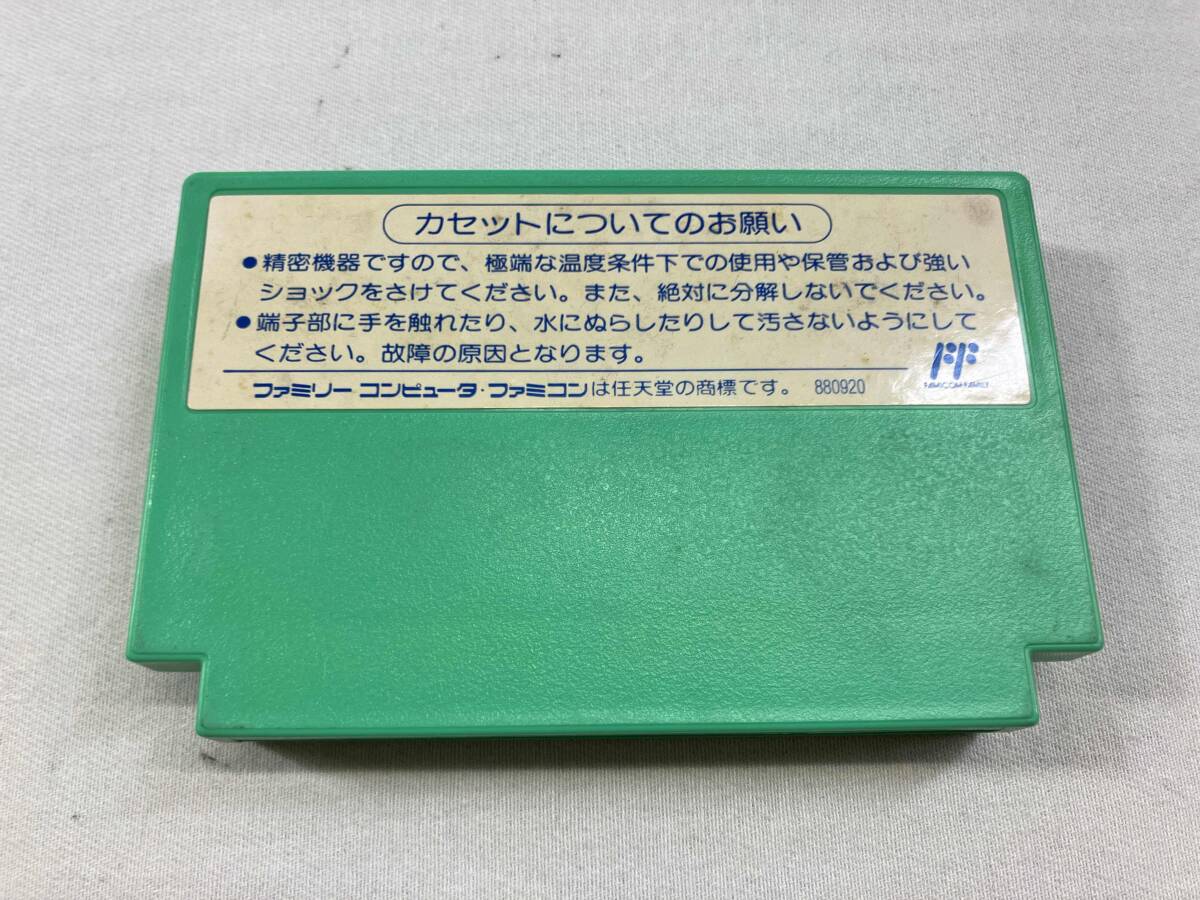 カセットについてのお願い
●精密機器ですので、極端な温度条件下での使用や保管および強い
ショックをさけてください。また、絶対に分解しないでください。
●端子部に手を触れたり、水にぬらしたりして汚さないようにして
ください。故障の原因となります。
FF
FAMICOM FAMILY
ファミリー コンピュータ・ファミコンは任天堂の商標です。 880920